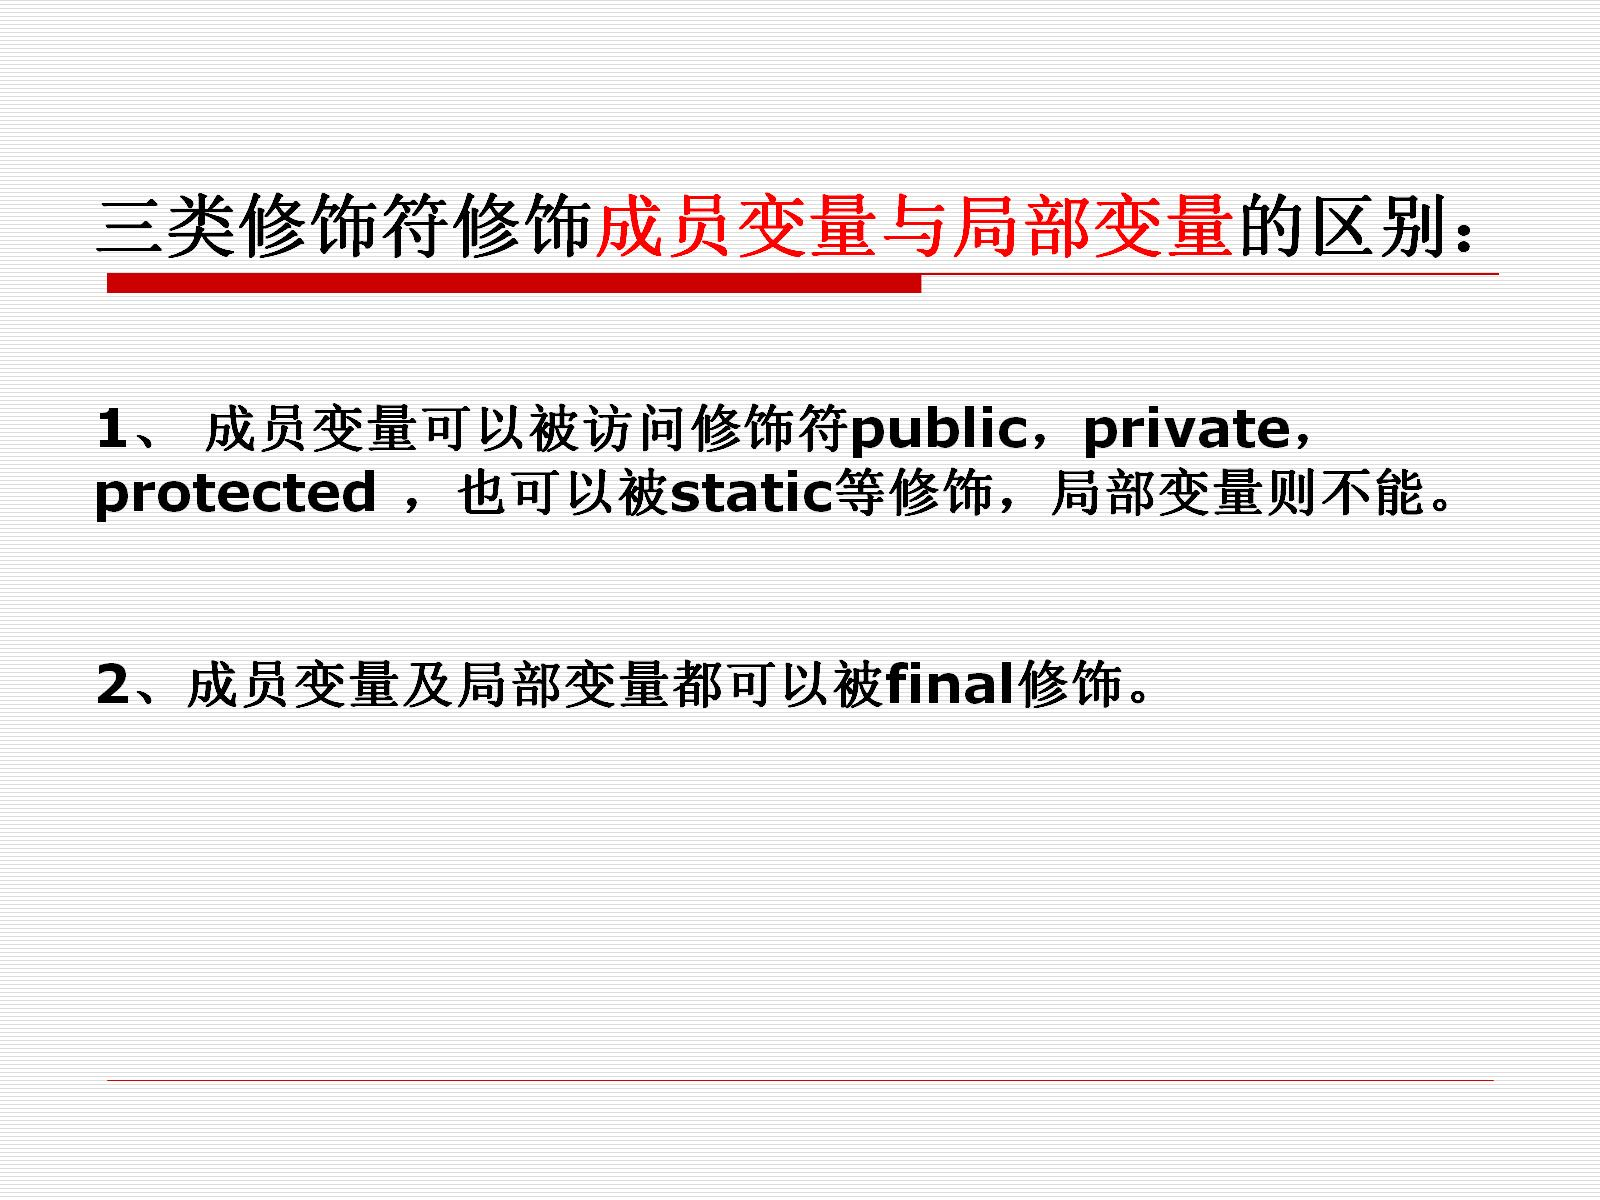 三类修饰符修饰成员变量与局部变量的区别：
1、 成员变量可以被访问修饰符public，private，
protected ，也可以被static等修饰，局部变量则不能。
2、成员变量及局部变量都可以被final修饰。